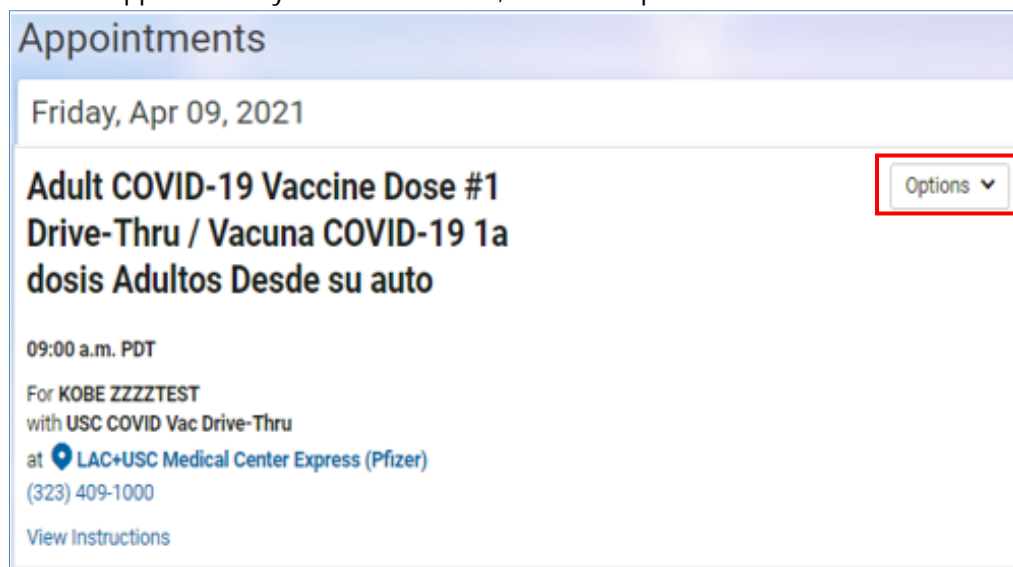 Appointments
Friday, Apr 09, 2021
Adult COVID-19 Vaccine Dose #1
Options
Drive-Thru / Vacuna COVID-19 1a
dosis Adultos Desde su auto
09:00 a.m. PDT
For KOBE ZZZZTEST
with USC COVID Vac Drive-Thru
at LAC+USC Medical Center Express (Pfizer)
(323) 409-1000
View Instructions